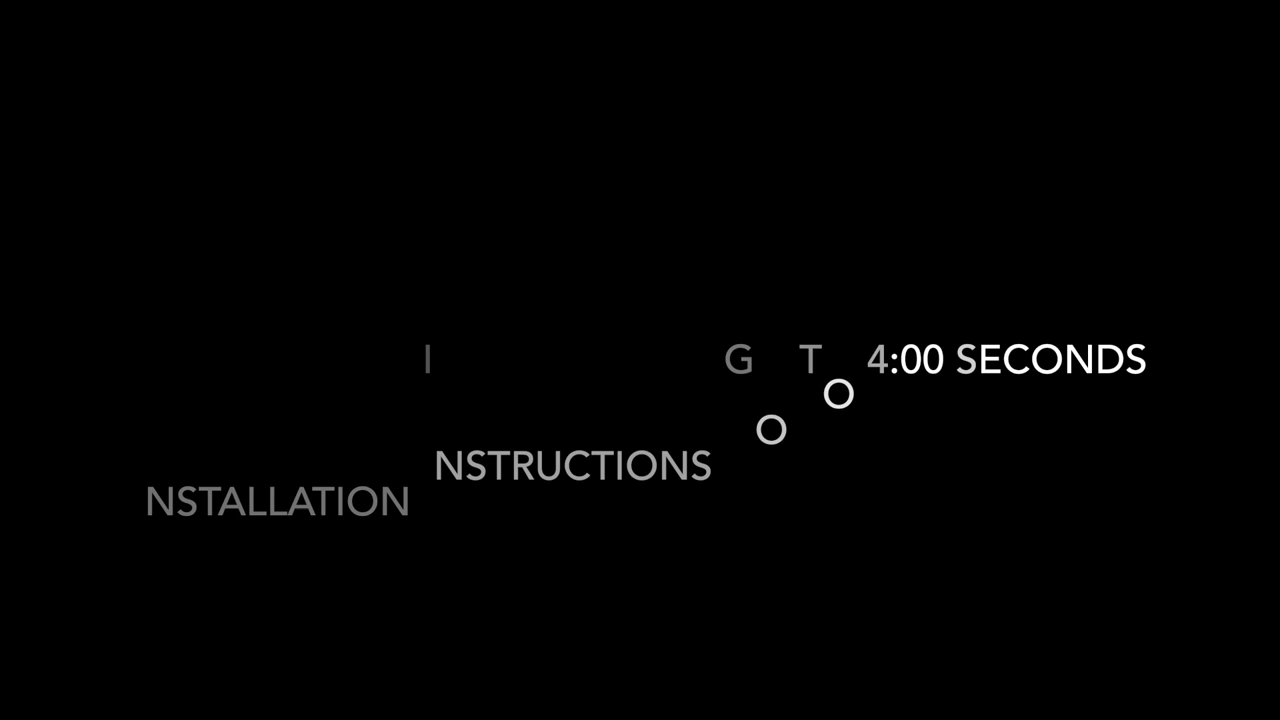 I G T 4:00 SECONDS
O
O
NSTRUCTIONS
NSTALLATION